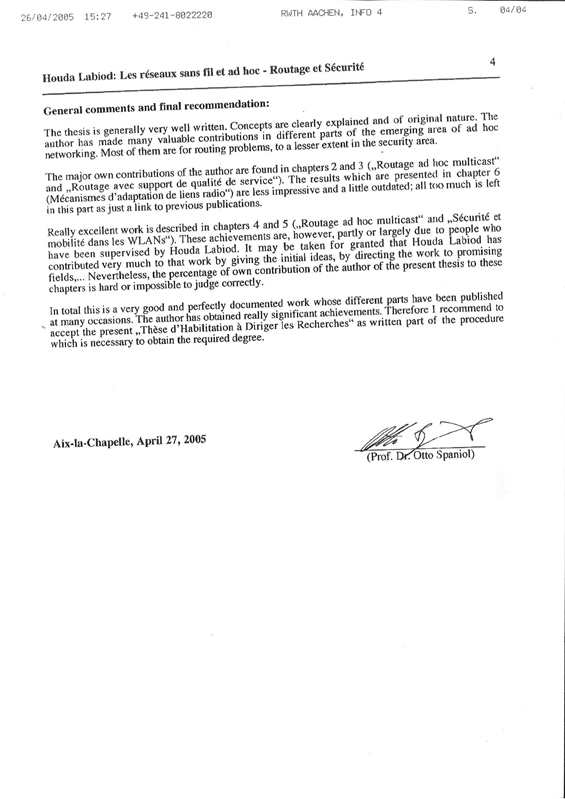 26/04/2005 15:27 +49-241-8022220 RWTH AACHEN, INFO 4 S. 04/04
Houda Labiod: Les réseaux sans fil et ad hoc - Routage et Sécurité 4
General comments and final recommendation:
The thesis is generally very well written. Concepts are clearly explained and of original nature. The
author has made many valuable contributions in different parts of the emerging area of ad hoc
networking. Most of them are for routing problems, to a lesser extent in the security area.
The major own contributions of the author are found in chapters 2 and 3 („Routage ad hoc multicast“
and „Routage avec support de qualité de service“). The results which are presented in chapter 6
(Mécanismes d'adaptation de liens radio“) are less impressive and a little outdated; all too much is left
in this part as just a link to previous publications.
Really excellent work is described in chapters 4 and 5 („Routage ad hoc multicast“ and „Sécurité et
mobilité dans les WLANs“). These achievements are, however, partly or largely due to people who
have been supervised by Houda Labiod. It may be taken for granted that Houda Labiod has
contributed very much to that work by giving the initial ideas, by directing the work to promising
fields,... Nevertheless, the percentage of own contribution of the author of the present thesis to these
chapters is hard or impossible to judge correctly.
In total this is a very good and perfectly documented work whose different parts have been published
at many occasions. The author has obtained really significant achievements. Therefore I recommend to
accept the present „Thèse d'Habilitation à Diriger les Recherches“ as written part of the procedure
which is necessary to obtain the required degree.
Aix-la-Chapelle, April 27, 2005
(Prof. Dr. Otto Spaniol)